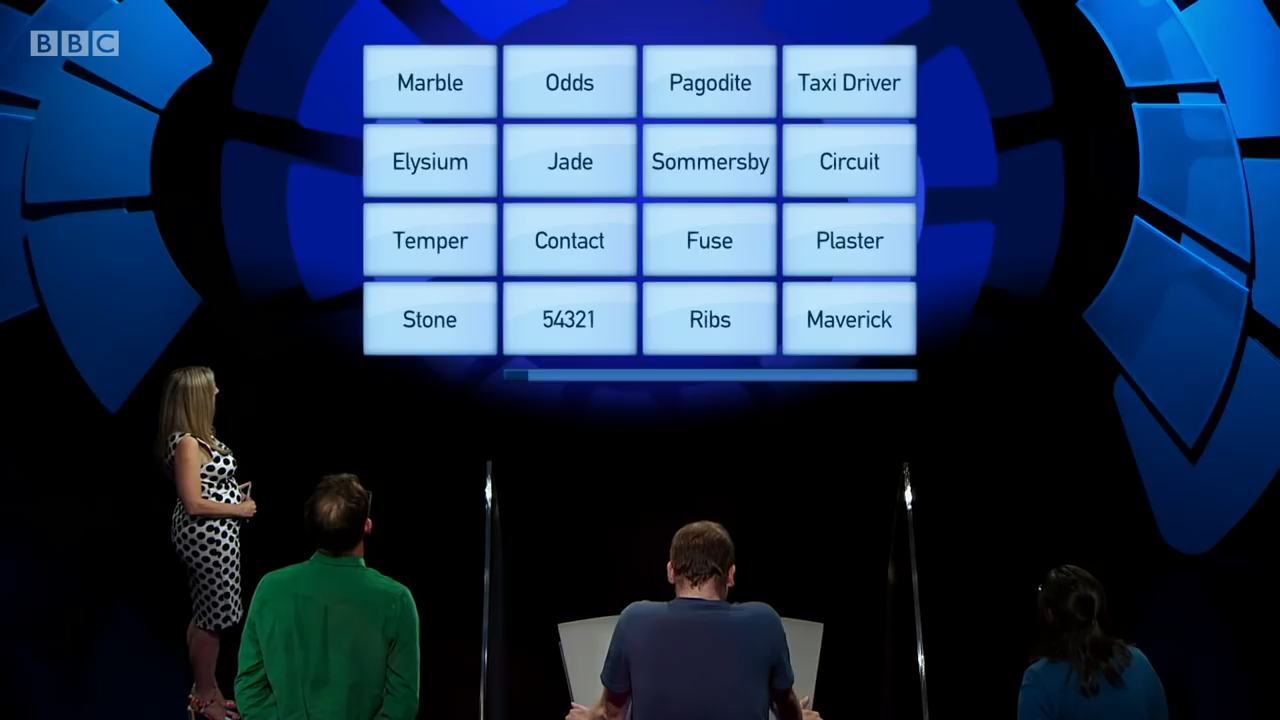 BBC
Marble Odds Pagodite Taxi Driver
Elysium Jade Sommersby Circuit
Temper Contact Fuse Plaster
Stone 54321 Ribs Maverick